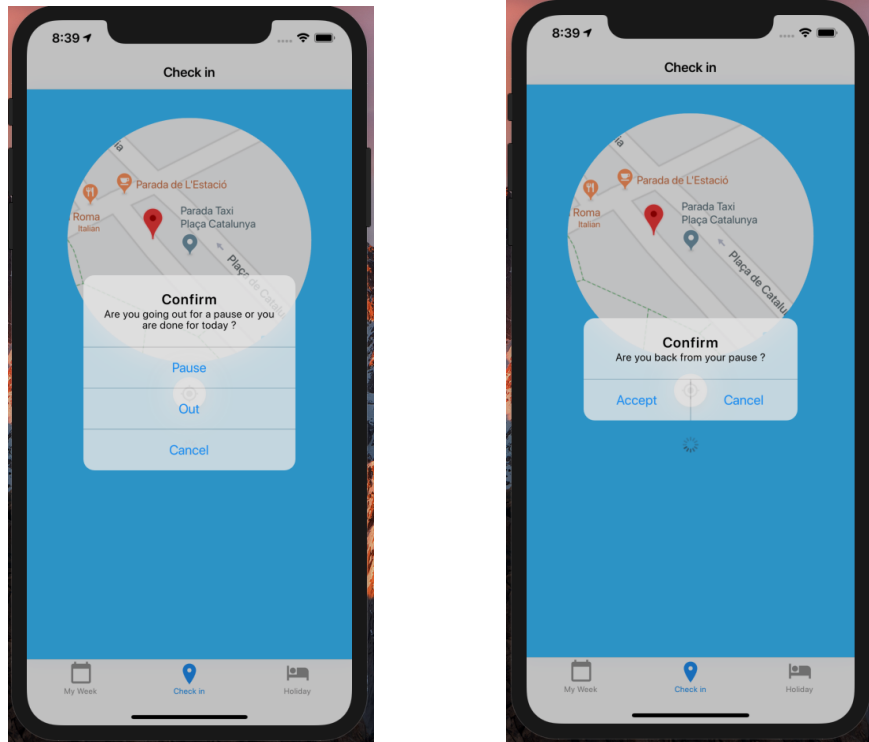 8:39
Check in
ia
Parada de L'Estació
Roma
Italian
Parada Taxi
Plaça Catalunya
Plaça de Catalu
Confirm
Are you going out for a pause or you
are done for today ?
Pause
Out
Cancel
My Week
Check in
Holiday
8:39
Check in
ia
Parada de L'Estació
Roma
Italian
Parada Taxi
Plaça Catalunya
Plaça de Catalu
Confirm
Are you back from your pause ?
Accept
Cancel
My Week
Check in
Holiday